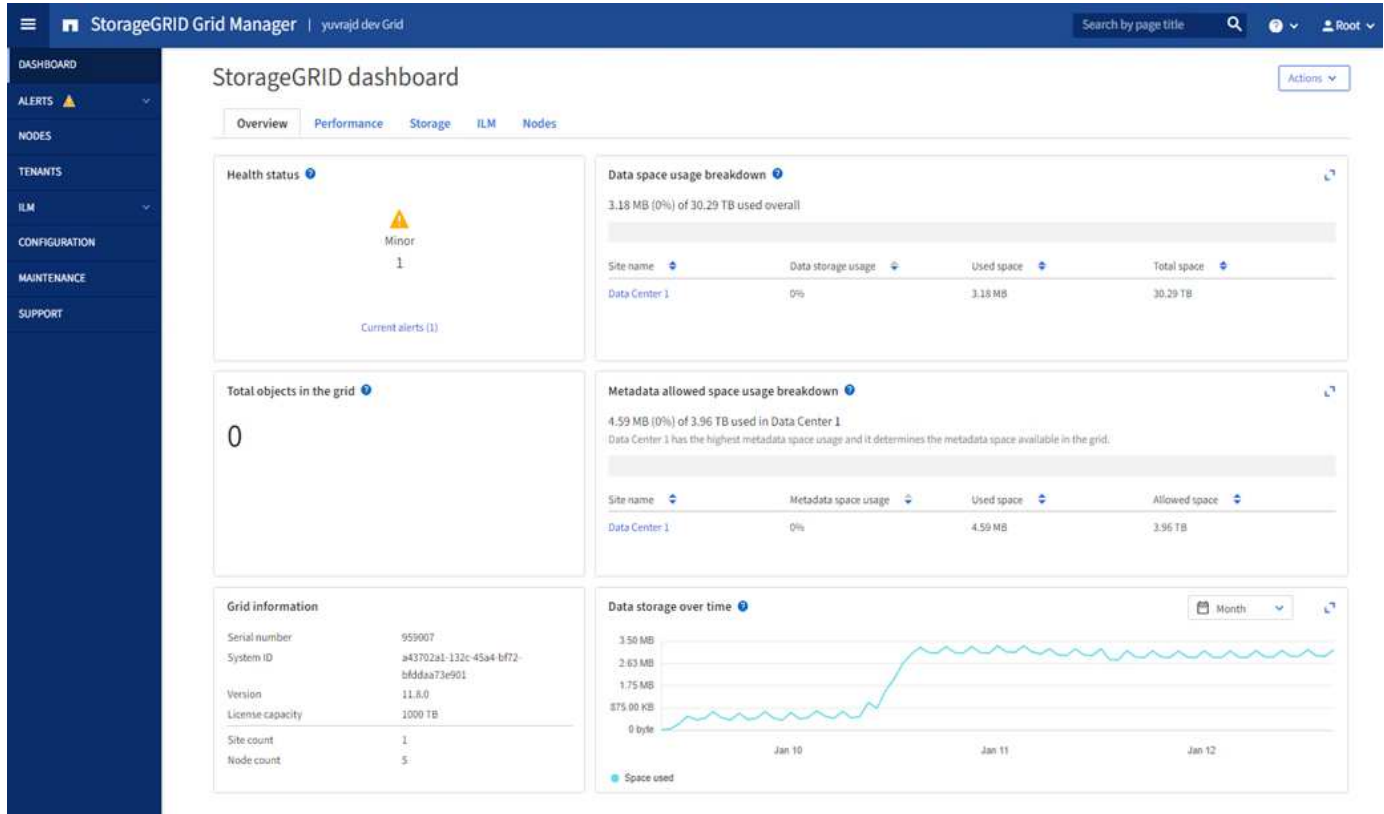 StorageGRID Grid Manager | yuvrajd dev Grid
Search by page title
Root
DASHBOARD
ALERTS
NODES
TENANTS
ILM
CONFIGURATION
MAINTENANCE
SUPPORT
StorageGRID dashboard
Actions
Overview Performance Storage ILM Nodes
Health status
Minor
1
Current alerts (1)
Data space usage breakdown
3.18 MB (0%) of 30.29 TB used overall
Site name Data storage usage Used space Total space
Data Center 1 0% 3.18 MB 30.29 TB
Total objects in the grid
0
Metadata allowed space usage breakdown
4.59 MB (0%) of 3.96 TB used in Data Center 1
Data Center 1 has the highest metadata space usage and it determines the metadata space available in the grid.
Site name Metadata space usage Used space Allowed space
Data Center 1 0% 4.59 MB 3.96 TB
Grid information
Serial number 959007
System ID a43702a1-132c-45a4-bf72-
bfddaa73e901
Version 11.8.0
License capacity 1000 TB
Site count 1
Node count 5
Data storage over time
Month
3.50 MB
2.63 MB
1.75 MB
875.00 KB
0 byte
Jan 10 Jan 11 Jan 12
Space used